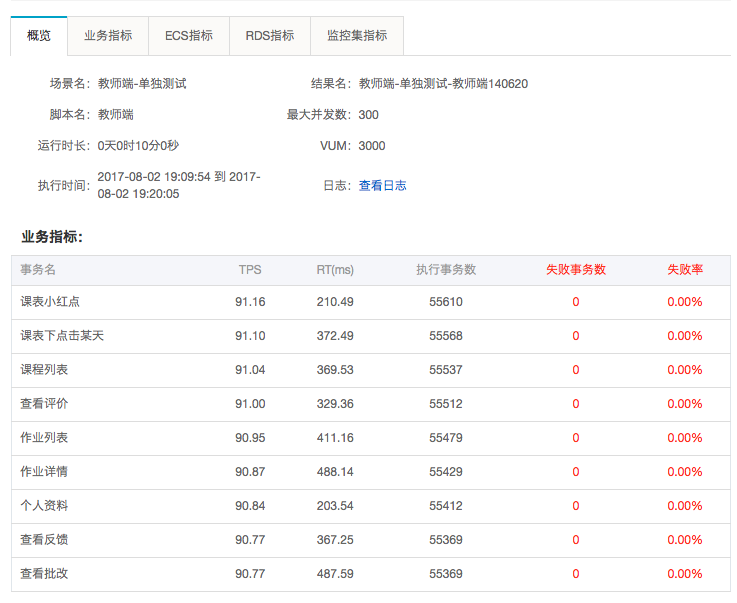 概览 业务指标 ECS指标 RDS指标 监控集指标
场景名: 教师端-单独测试 结果名: 教师端-单独测试-教师端140620
脚本名: 教师端 最大并发数: 300
运行时长: 0天0时10分0秒 VUM: 3000
执行时间: 2017-08-02 19:09:54 到 2017-
08-02 19:20:05 日志: 查看日志
业务指标:
事务名 TPS RT(ms) 执行事务数 失败事务数 失败率
课表小红点 91.16 210.49 55610 0 0.00%
课表下点击某天 91.10 372.49 55568 0 0.00%
课程列表 91.04 369.53 55537 0 0.00%
查看评价 91.00 329.36 55512 0 0.00%
作业列表 90.95 411.16 55479 0 0.00%
作业详情 90.87 488.14 55429 0 0.00%
个人资料 90.84 203.54 55412 0 0.00%
查看反馈 90.77 367.25 55369 0 0.00%
查看批改 90.77 487.59 55369 0 0.00%